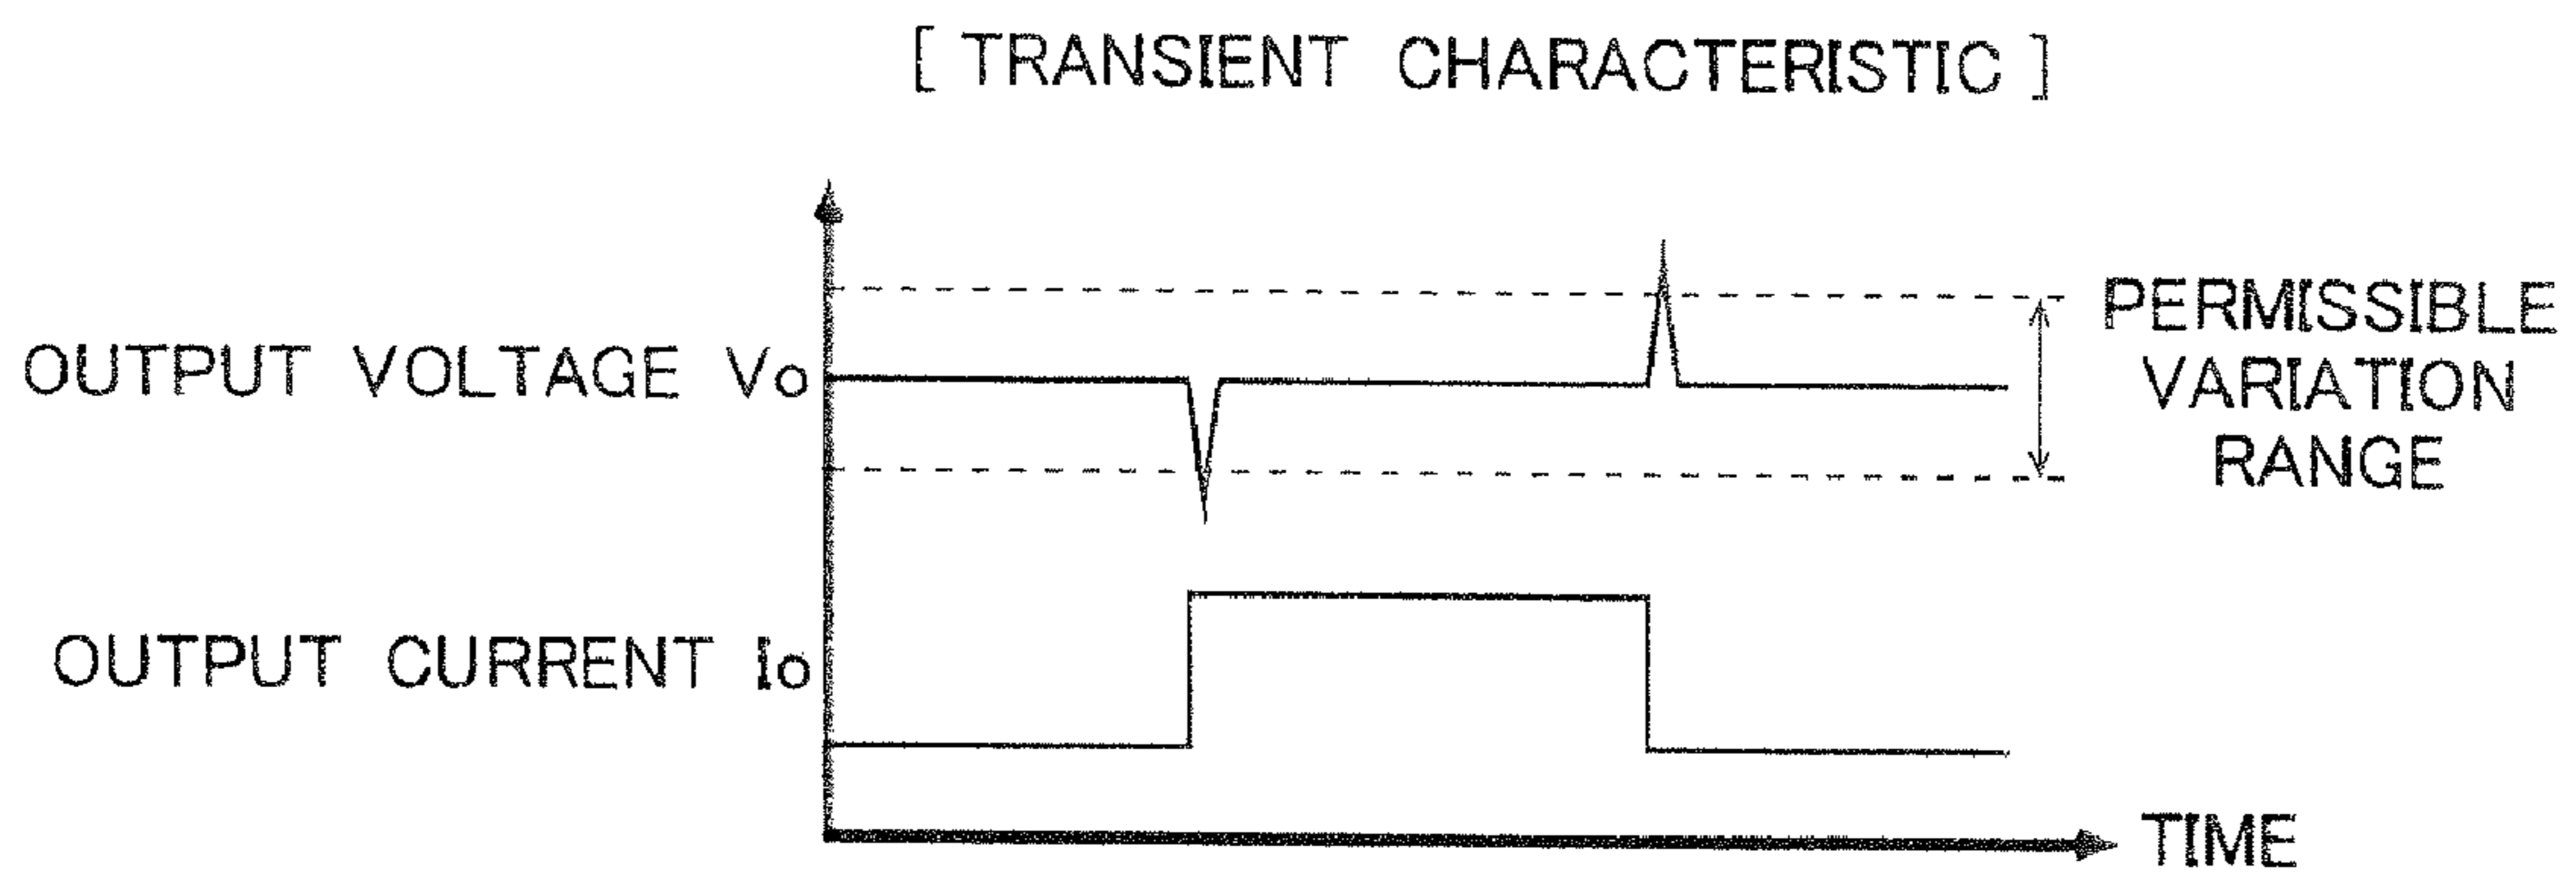 [ TRANSIENT CHARACTERISTIC ]
OUTPUT VOLTAGE Vo
PERMISSIBLE
VARIATION
RANGE
OUTPUT CURRENT Io
TIME